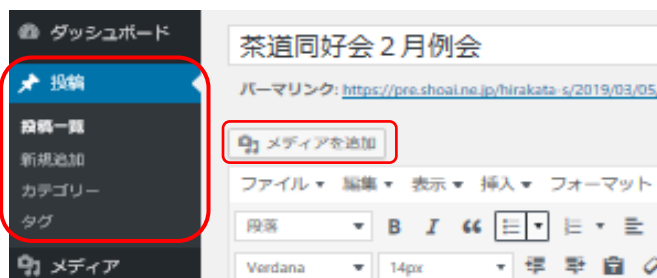 ダッシュボード
投稿
投稿一覧
新規追加
カテゴリー
タグ
メディア
茶道同好会２月例会
パーマリンク: https://pre.shoai.ne.jp/hirakata-s/2019/03/05/
メディアを追加
ファイル▼ 編集▼ 表示▼ 挿入▼ フォーマット
段落 B I
Verdana 14px